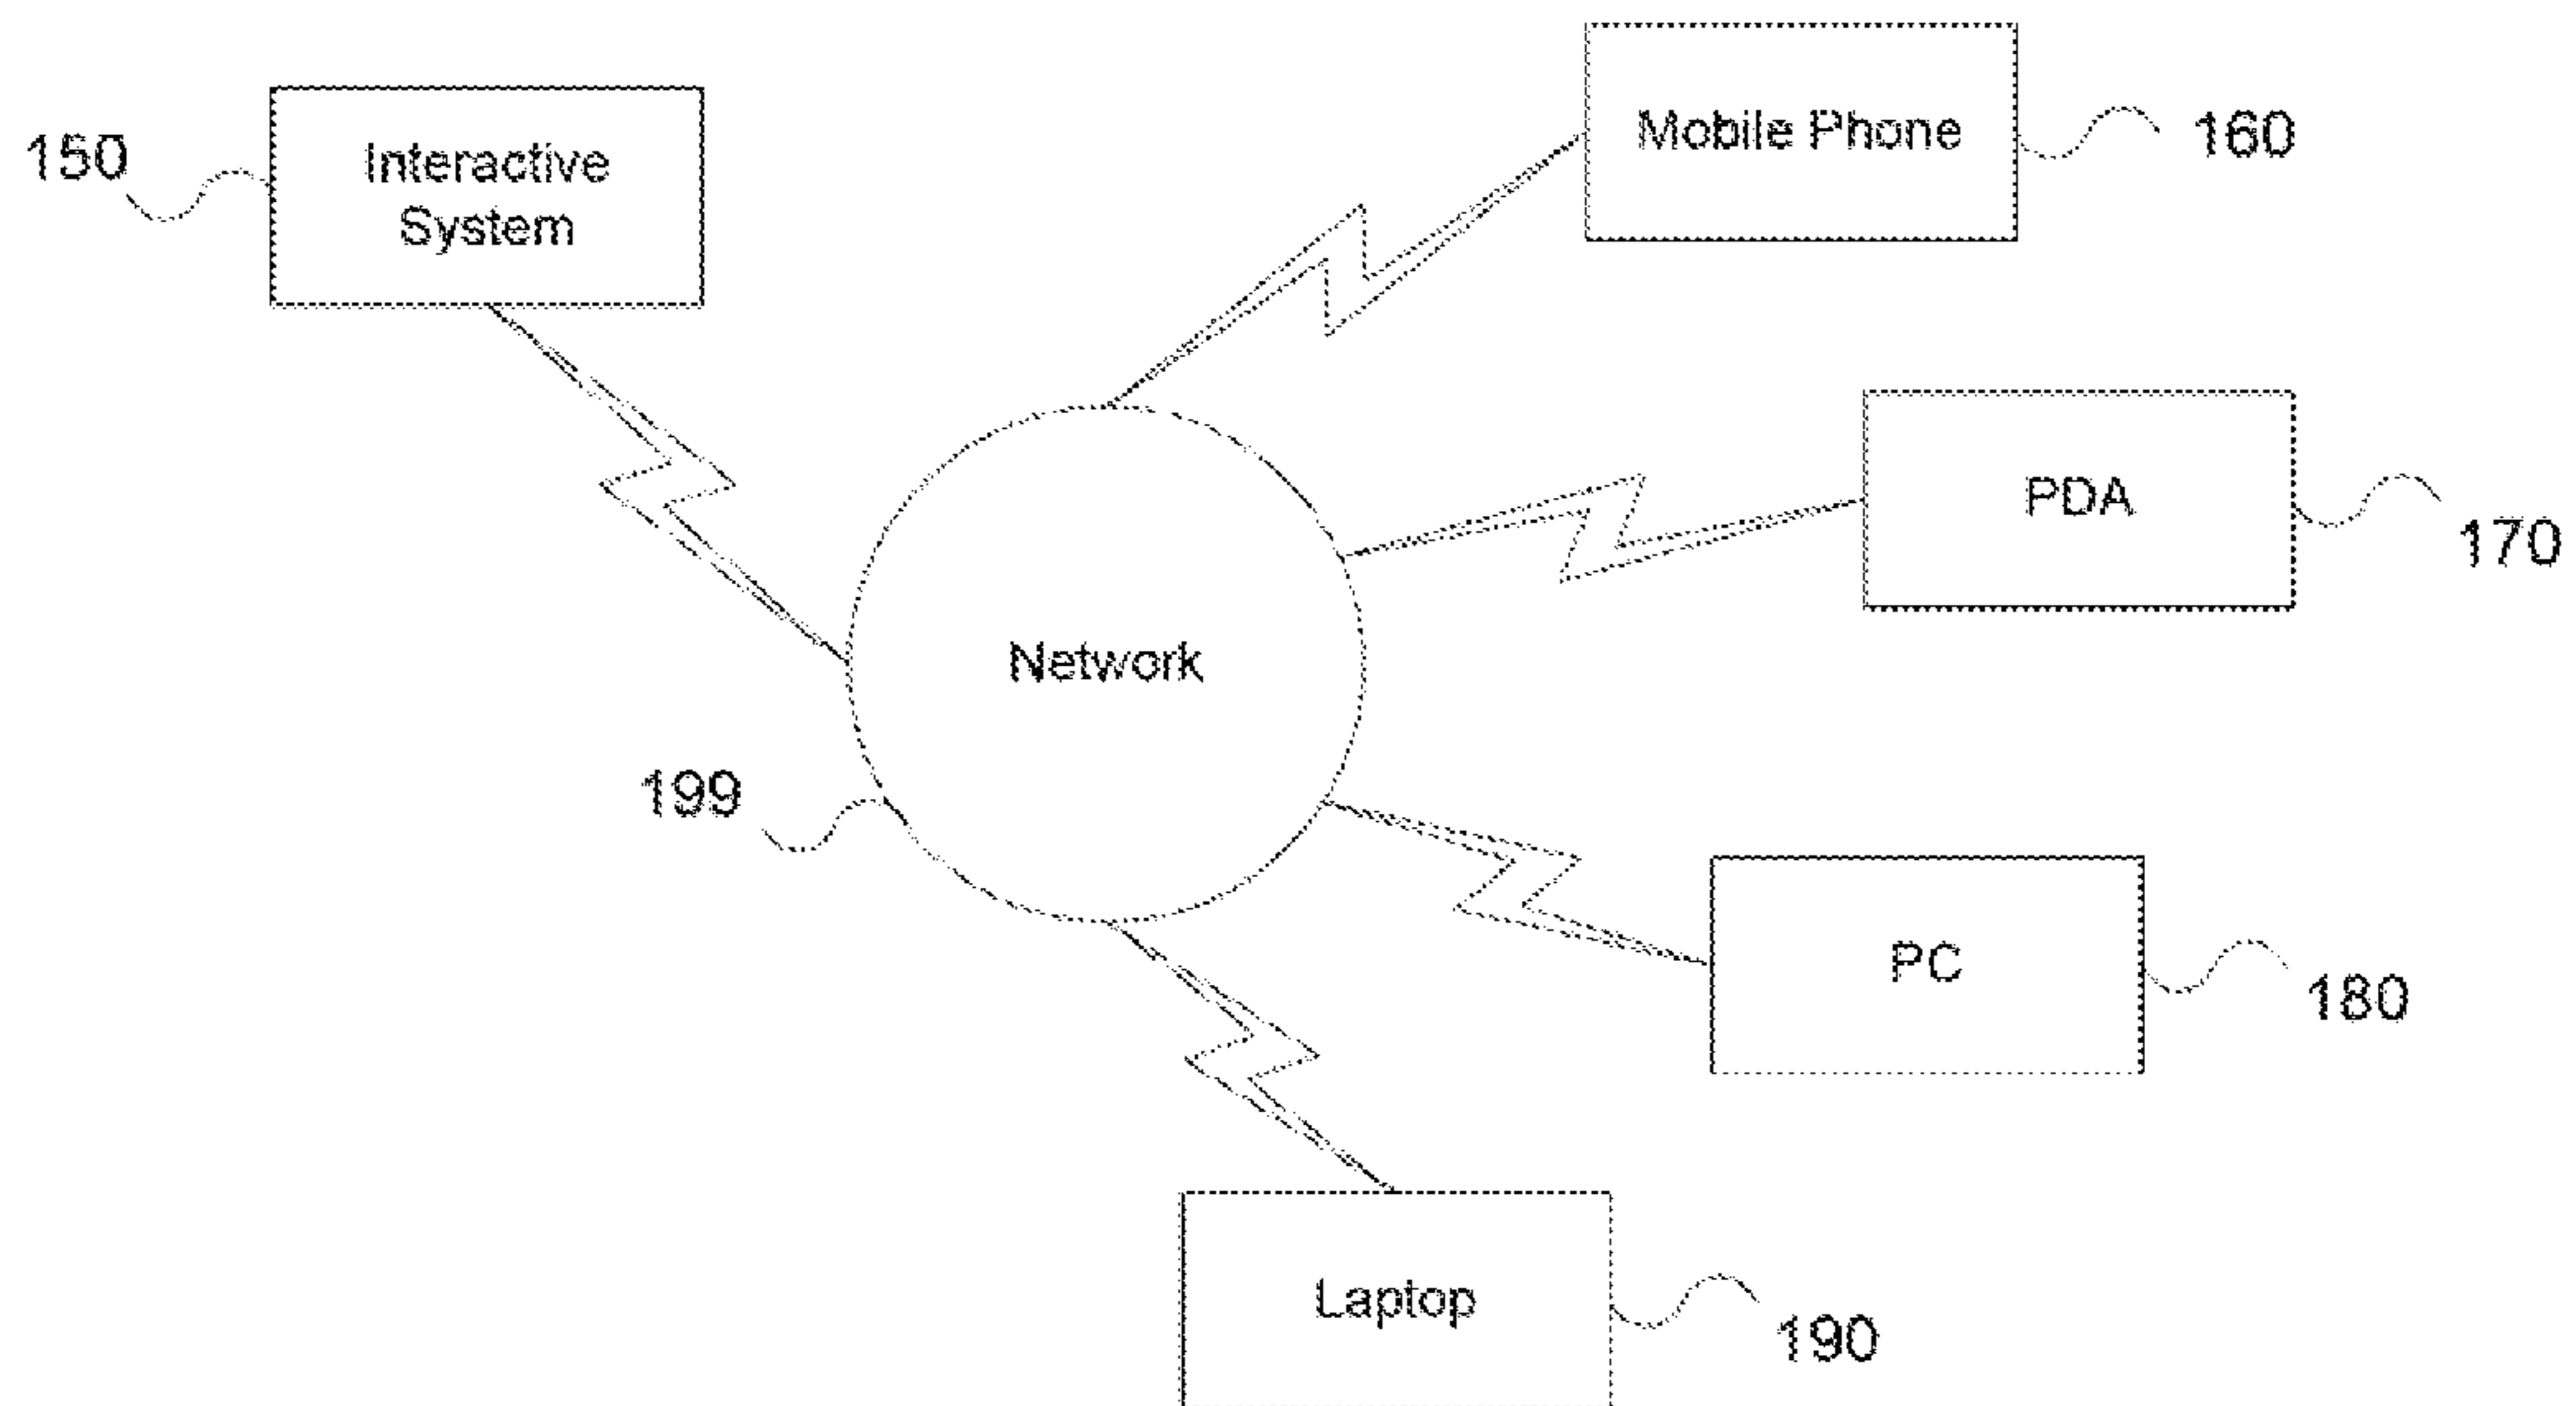 Mobile Phone
160
150
Interactive
System
PDA
170
Network
199
PC
180
Laptop
190